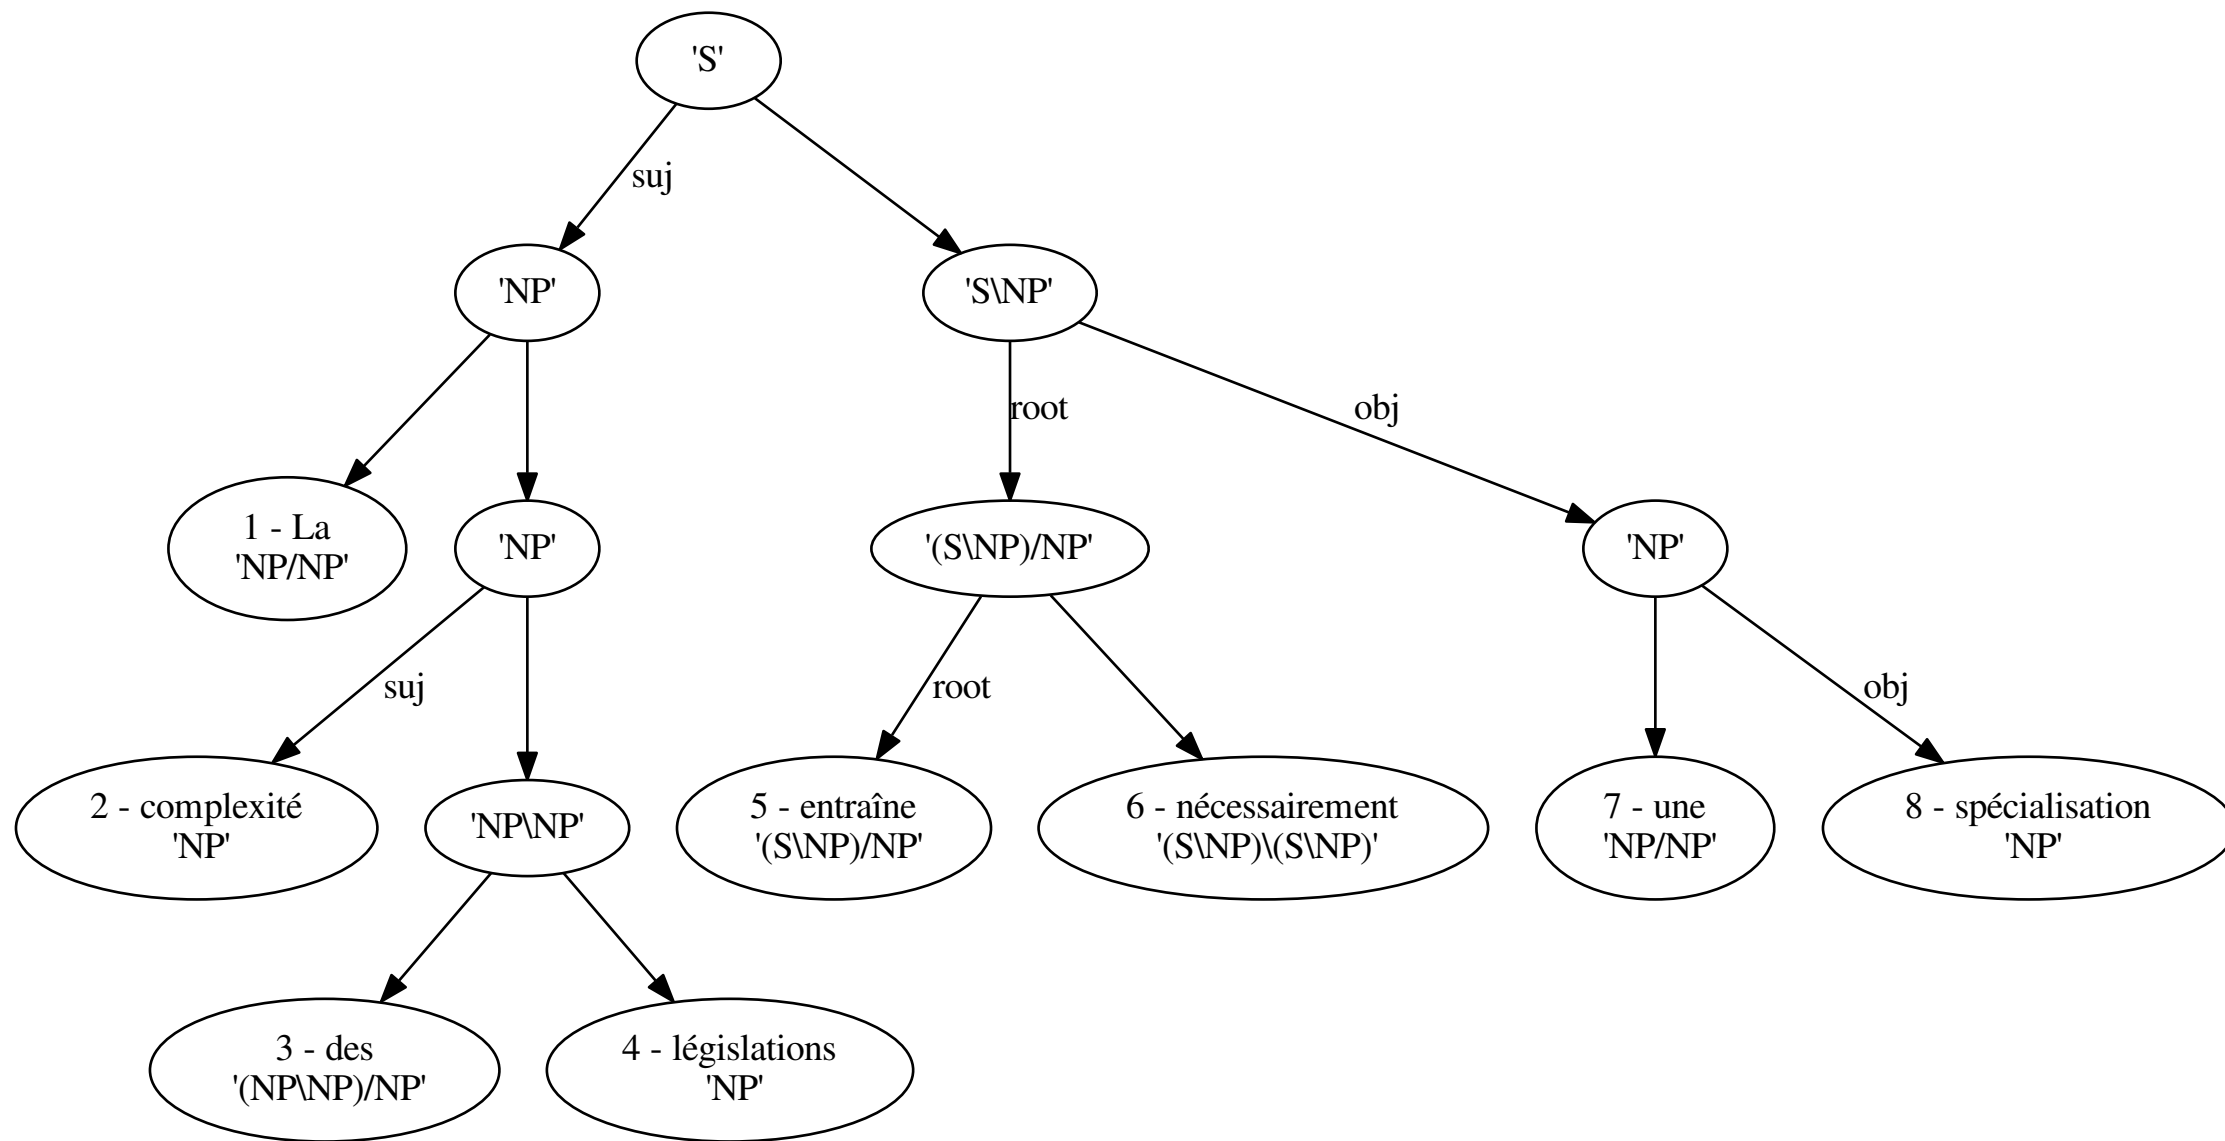 'S'
suj
'NP'
'S\NP'
root
obj
1 - La
'NP/NP'
'NP'
'(S\NP)/NP'
'NP'
suj
root
obj
2 - complexité
'NP'
'NP\NP'
5 - entraîne
'(S\NP)/NP'
6 - nécessairement
'(S\NP)\(S\NP)'
7 - une
'NP/NP'
8 - spécialisation
'NP'
3 - des
'(NP\NP)/NP'
4 - législations
'NP'